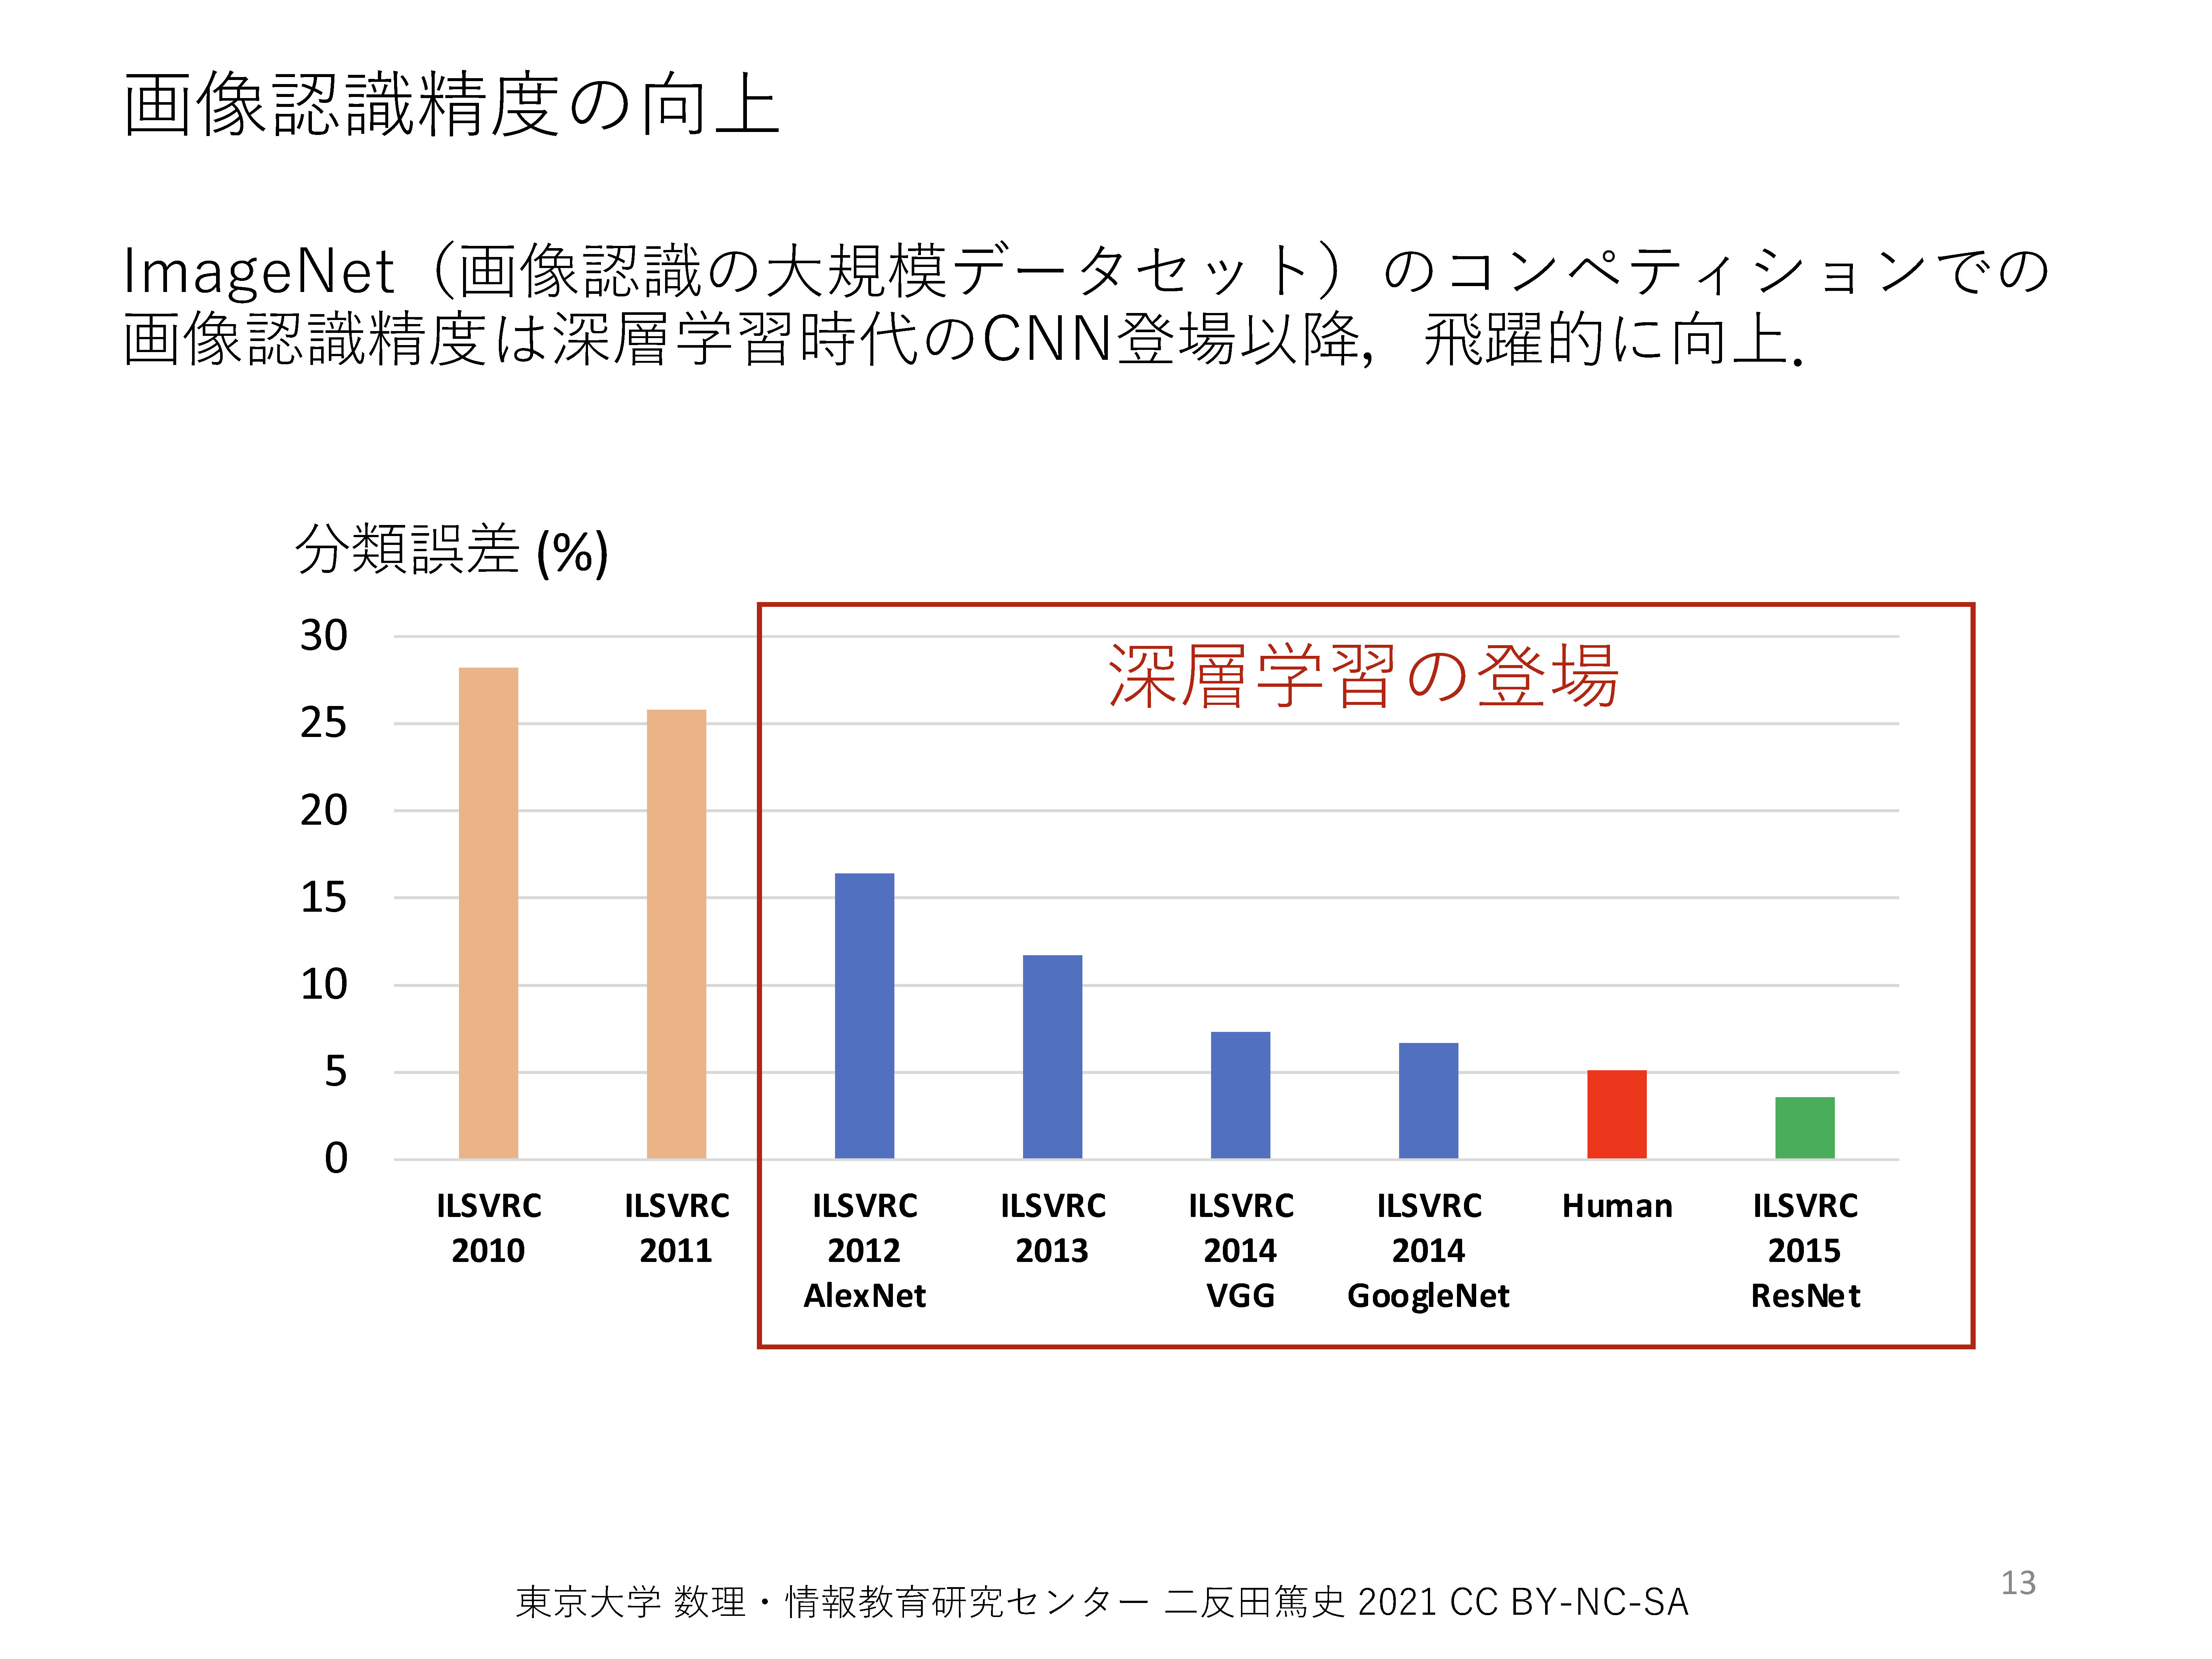 画像認識精度の向上
ImageNet（画像認識の大規模データセット）のコンペティションでの
画像認識精度は深層学習時代のCNN登場以降，飛躍的に向上．
分類誤差 (%)
深層学習の登場
30
25
20
15
10
5
0
ILSVRC
2010
ILSVRC
2011
ILSVRC
2012
AlexNet
ILSVRC
2013
ILSVRC
2014
VGG
ILSVRC
2014
GoogleNet
Human
ILSVRC
2015
ResNet
東京大学 数理・情報教育研究センター 二反田篤史 2021 CC BY-NC-SA
13